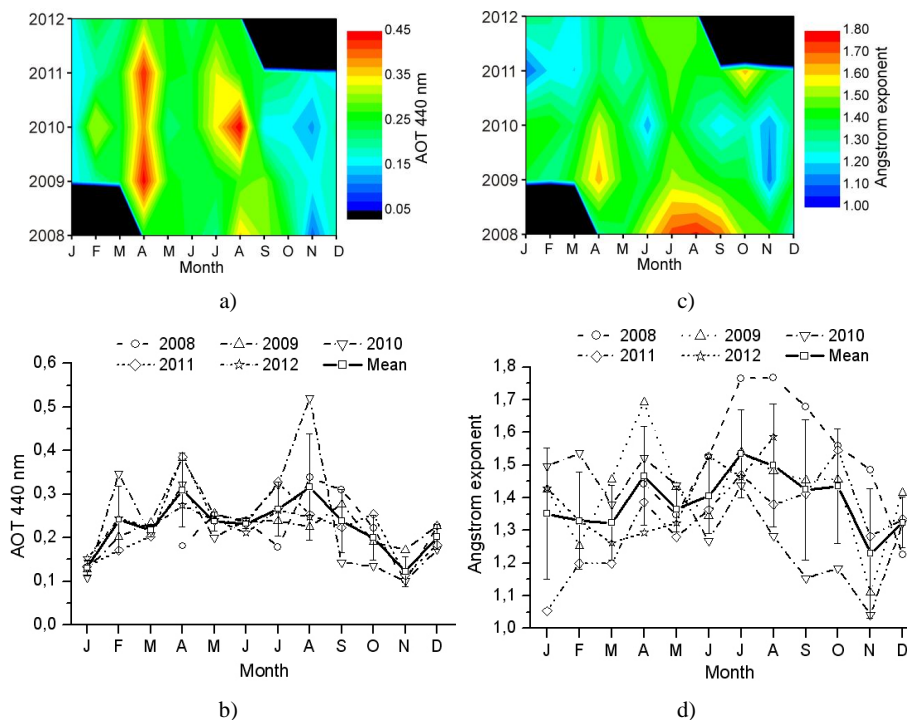 2012
2011
2010
2009
2008
J F M A M J J A S O N D
Month
0.45
0.35
0.25
0.15
0.05
AOT 440 nm
a)
2012
2011
2010
2009
2008
J F M A M J J A S O N D
Month
1.80
1.70
1.60
1.50
1.40
1.30
1.20
1.10
1.00
Angstrom exponent
c)
2008 2009 2010
2011 2012 Mean
0,6
0,5
0,4
0,3
0,2
0,1
0,0
AOT 440 nm
J F M A M J J A S O N D
Month
b)
2008 2009 2010
2011 2012 Mean
1,8
1,7
1,6
1,5
1,4
1,3
1,2
1,1
1,0
Angstrom exponent
J F M A M J J A S O N D
Month
d)